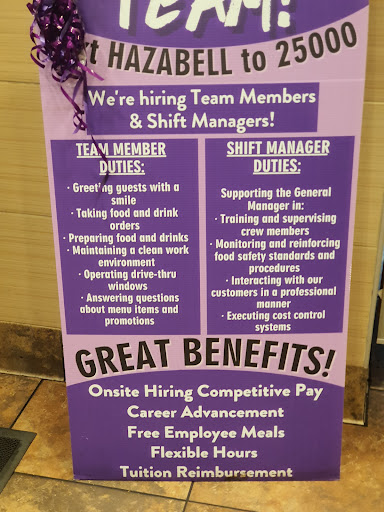 TEAM!
HAZABELL to 25000
We're hiring Team Members
& Shift Managers!
TEAM MEMBER
DUTIES:
· Greeting guests with a
smile
· Taking food and drink
orders
· Preparing food and drinks
· Maintaining a clean work
environment
· Operating drive-thru
windows
· Answering questions
about menu items and
promotions
SHIFT MANAGER
DUTIES:
Supporting the General
Manager in:
· Training and supervising
crew members
· Monitoring and reinforcing
food safety standards and
procedures
· Interacting with our
customers in a professional
manner
· Executing cost control
systems
GREAT BENEFITS!
Onsite Hiring Competitive Pay
Career Advancement
Free Employee Meals
Flexible Hours
Tuition Reimbursement